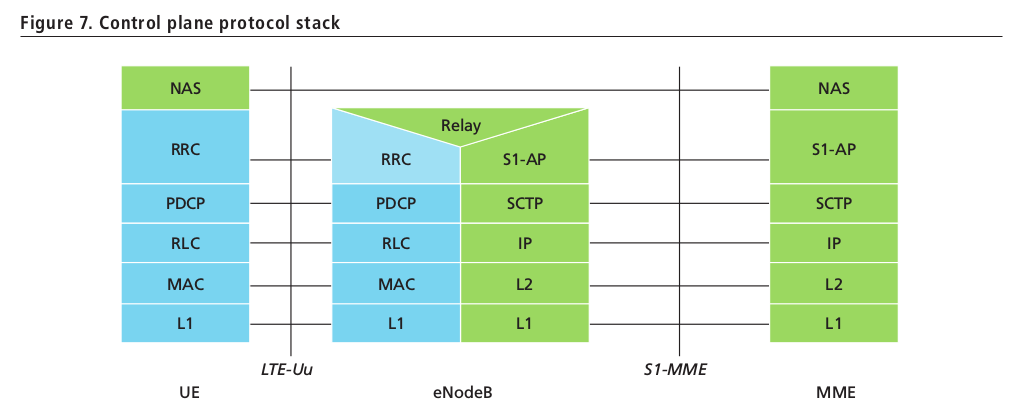 Figure 7. Control plane protocol stack
NAS NAS
Relay
RRC RRC S1-AP S1-AP
PDCP PDCP SCTP SCTP
RLC RLC IP IP
MAC MAC L2 L2
L1 L1 L1 L1
LTE-Uu S1-MME
UE eNodeB MME